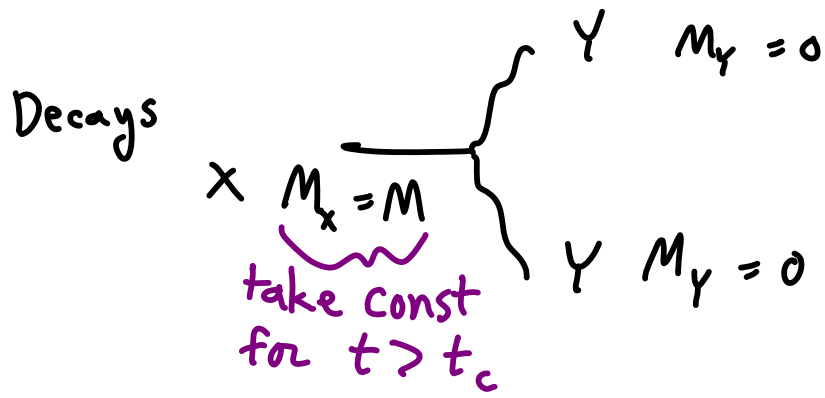 Y M_Y = 0
Decays
X M_X = M
Y M_Y = 0
take const
for t > t_c